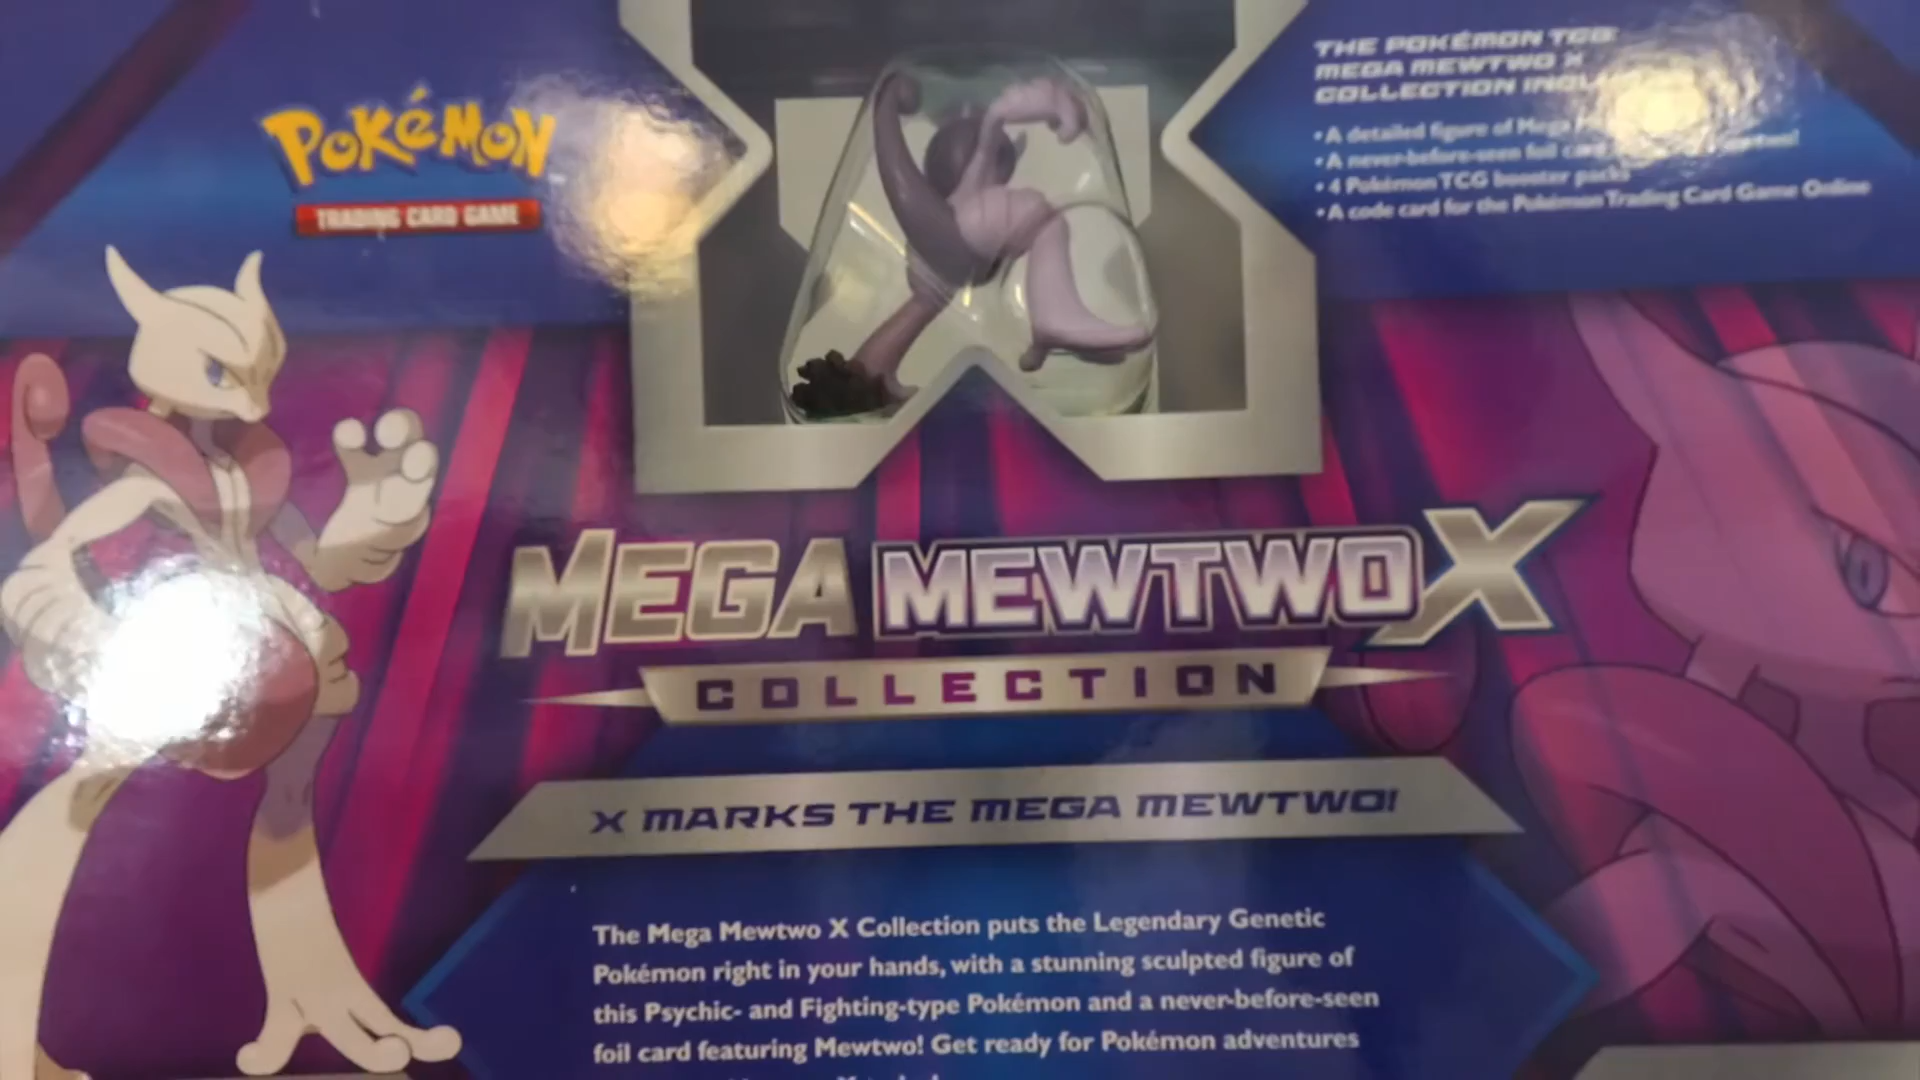 POKéMON
TRADING CARD GAME
THE POKÉMON TCG
MEGA MEWTWO X
COLLECTION
• A detailed figure of Mega
• A never-before-seen foil card
• 4 Pokémon TCG booster packs
• A code card for the Pokémon Trading Card Game Online
MEGA MEWTWO X
COLLECTION
X MARKS THE MEGA MEWTWO!
The Mega Mewtwo X Collection puts the Legendary Genetic
Pokémon right in your hands, with a stunning sculpted figure of
this Psychic- and Fighting-type Pokémon and a never-before-seen
foil card featuring Mewtwo! Get ready for Pokémon adventures